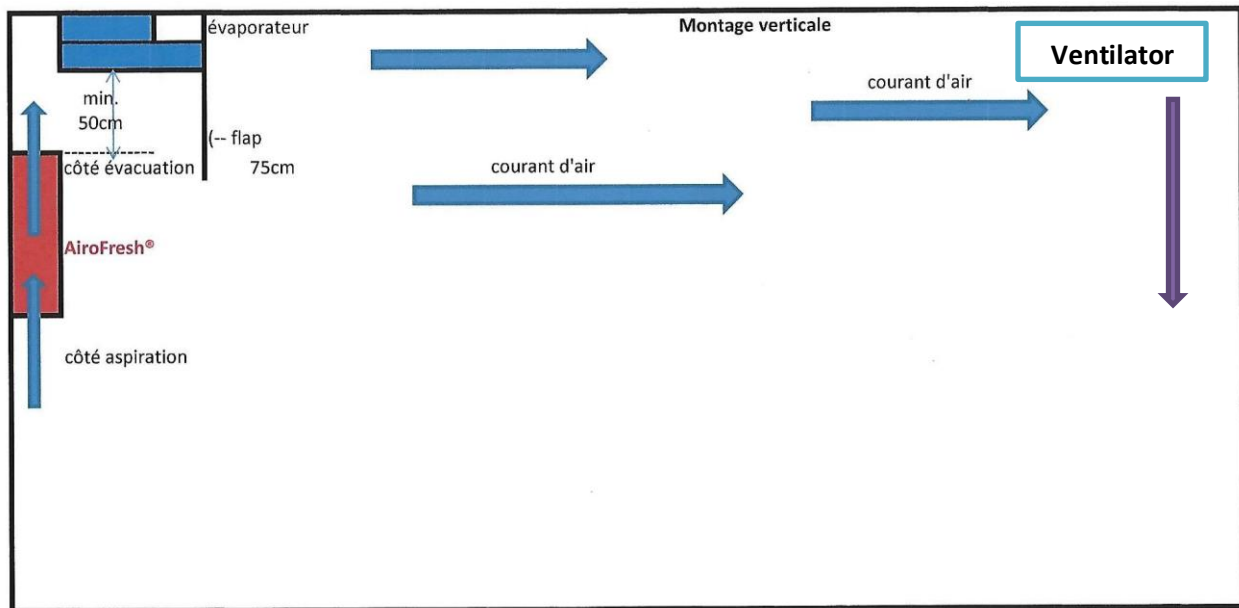 évaporateur
Montage verticale
Ventilator
min.
50cm
courant d'air
(-- flap
côté évacuation
75cm
courant d'air
AiroFresh®
côté aspiration